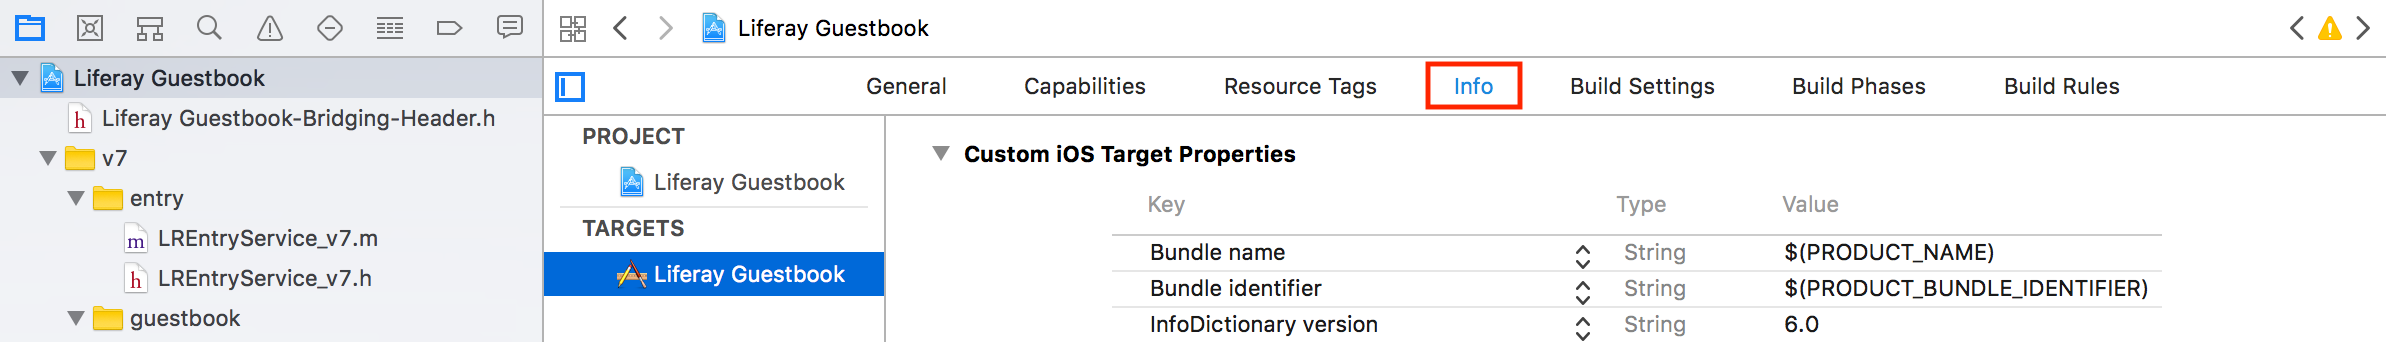 Liferay Guestbook
Liferay Guestbook
Liferay Guestbook-Bridging-Header.h
v7
entry
LREntryService_v7.m
LREntryService_v7.h
guestbook
General Capabilities Resource Tags Info Build Settings Build Phases Build Rules
PROJECT
Liferay Guestbook
TARGETS
Liferay Guestbook
Custom iOS Target Properties
Key Type Value
Bundle name String $(PRODUCT_NAME)
Bundle identifier String $(PRODUCT_BUNDLE_IDENTIFIER)
InfoDictionary version String 6.0